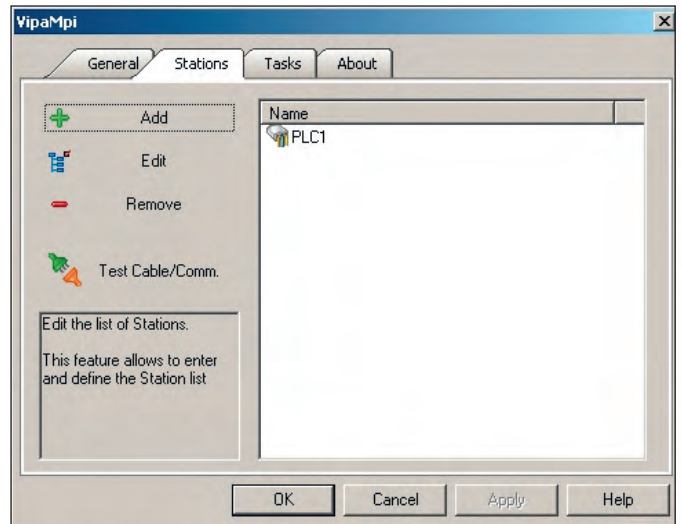 VipaMpi
General Stations Tasks About
Add
Edit
Remove
Test Cable/Comm.
Edit the list of Stations.
This feature allows to enter
and define the Station list
Name
PLC1
OK Cancel Apply Help